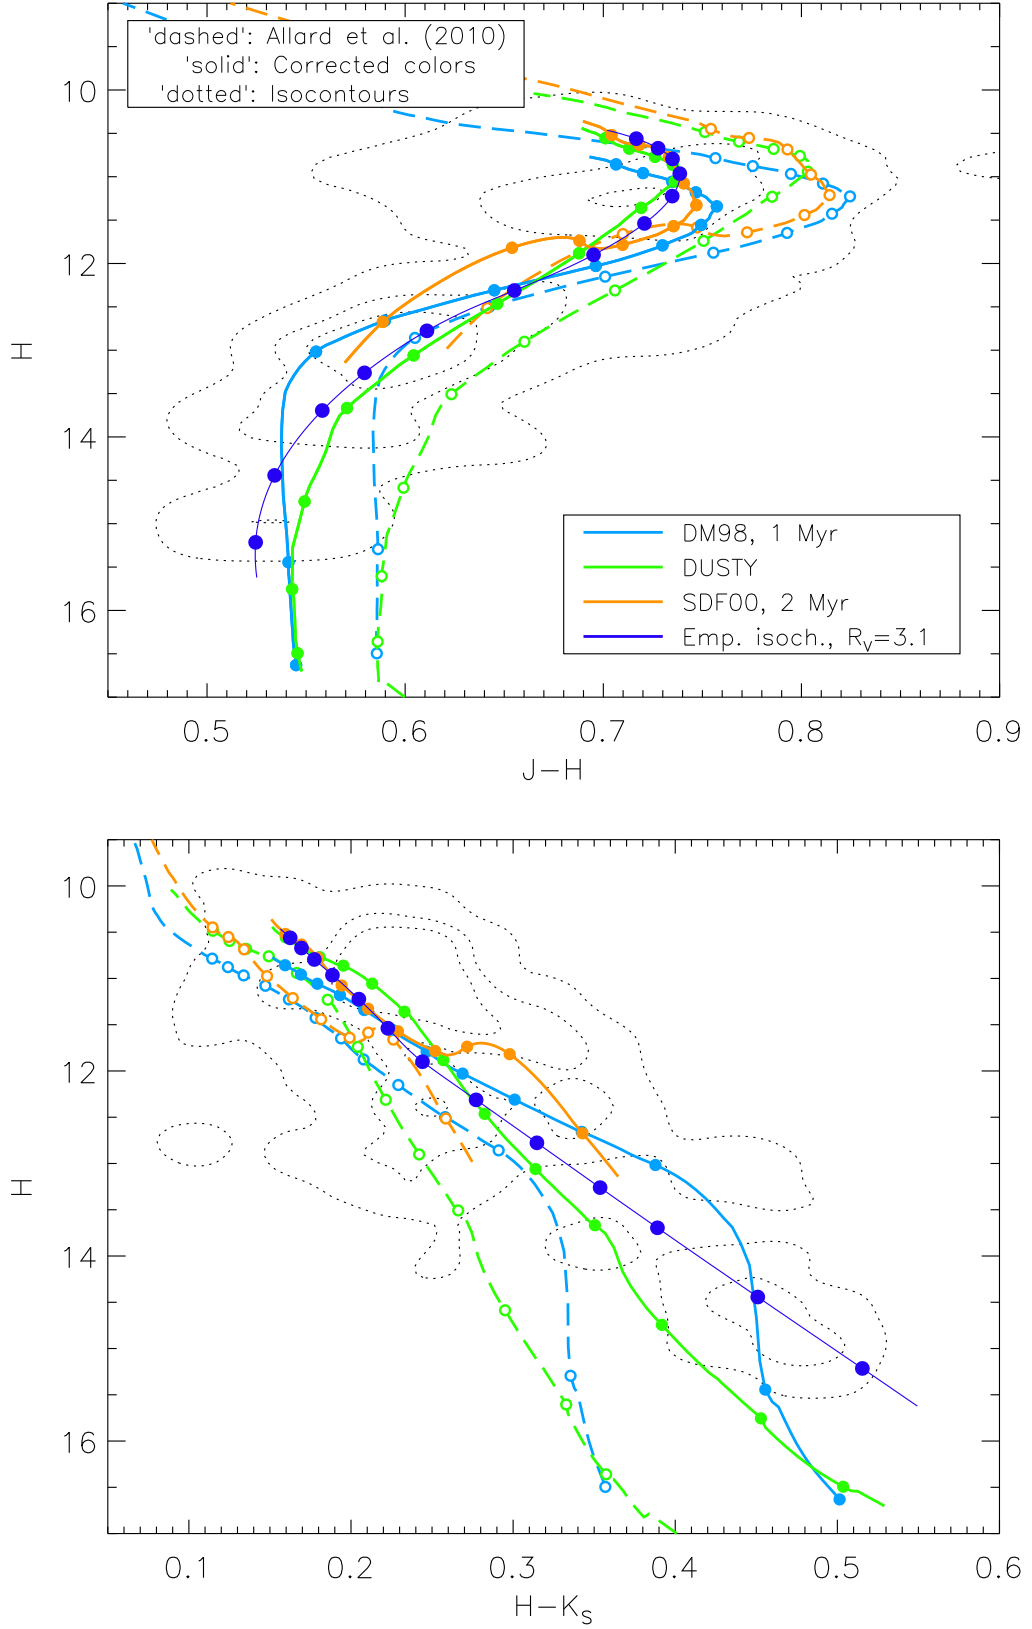 'dashed': Allard et al. (2010)
'solid': Corrected colors
'dotted': Isocontours
10
12
14
16
H
DM98, 1 Myr
DUSTY
SDF00, 2 Myr
Emp. isoch., Rv=3.1
0.5 0.6 0.7 0.8 0.9
J−H
10
12
14
16
H
0.1 0.2 0.3 0.4 0.5 0.6
H−KS